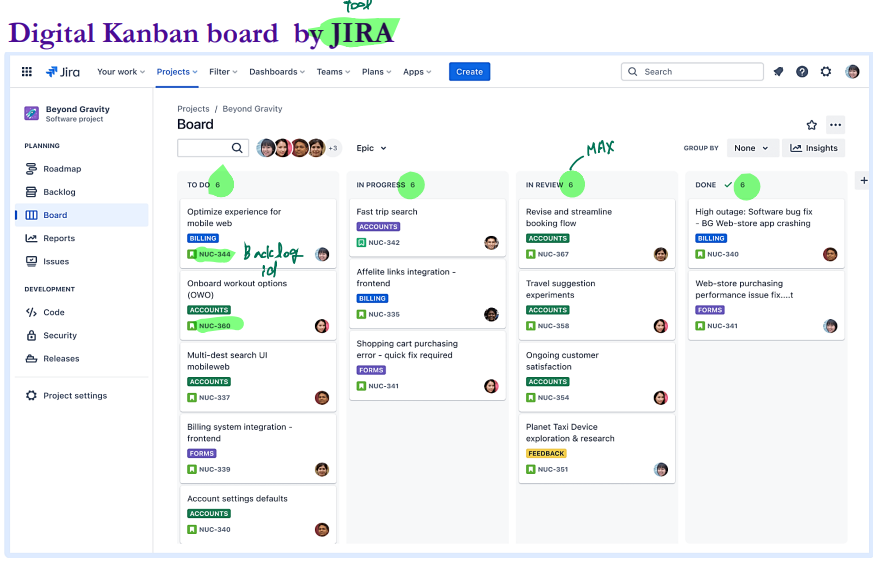 tool
Digital Kanban board by JIRA
Jira Your work Projects Filter Dashboards Teams Plans Apps Create Search
Beyond Gravity
Software project
PLANNING
Roadmap
Backlog
Board
Reports
Issues
DEVELOPMENT
Code
Security
Releases
Project settings
Projects / Beyond Gravity
Board
+3 Epic GROUP BY None Insights
MAX
TO DO 6
Optimize experience for
mobile web
BILLING
NUC-344
Backlog
id
Onboard workout options
(OWO)
ACCOUNTS
NUC-360
Multi-dest search UI
mobileweb
ACCOUNTS
NUC-337
Billing system integration -
frontend
FORMS
NUC-339
Account settings defaults
ACCOUNTS
NUC-340
IN PROGRESS 6
Fast trip search
ACCOUNTS
NUC-342
Affelite links integration -
frontend
BILLING
NUC-335
Shopping cart purchasing
error - quick fix required
FORMS
NUC-341
IN REVIEW 6
Revise and streamline
booking flow
ACCOUNTS
NUC-367
Travel suggestion
experiments
ACCOUNTS
NUC-358
Ongoing customer
satisfaction
ACCOUNTS
NUC-354
Planet Taxi Device
exploration & research
FEEDBACK
NUC-351
DONE 6
High outage: Software bug fix
- BG Web-store app crashing
BILLING
NUC-340
Web-store purchasing
performance issue fix....t
FORMS
NUC-341